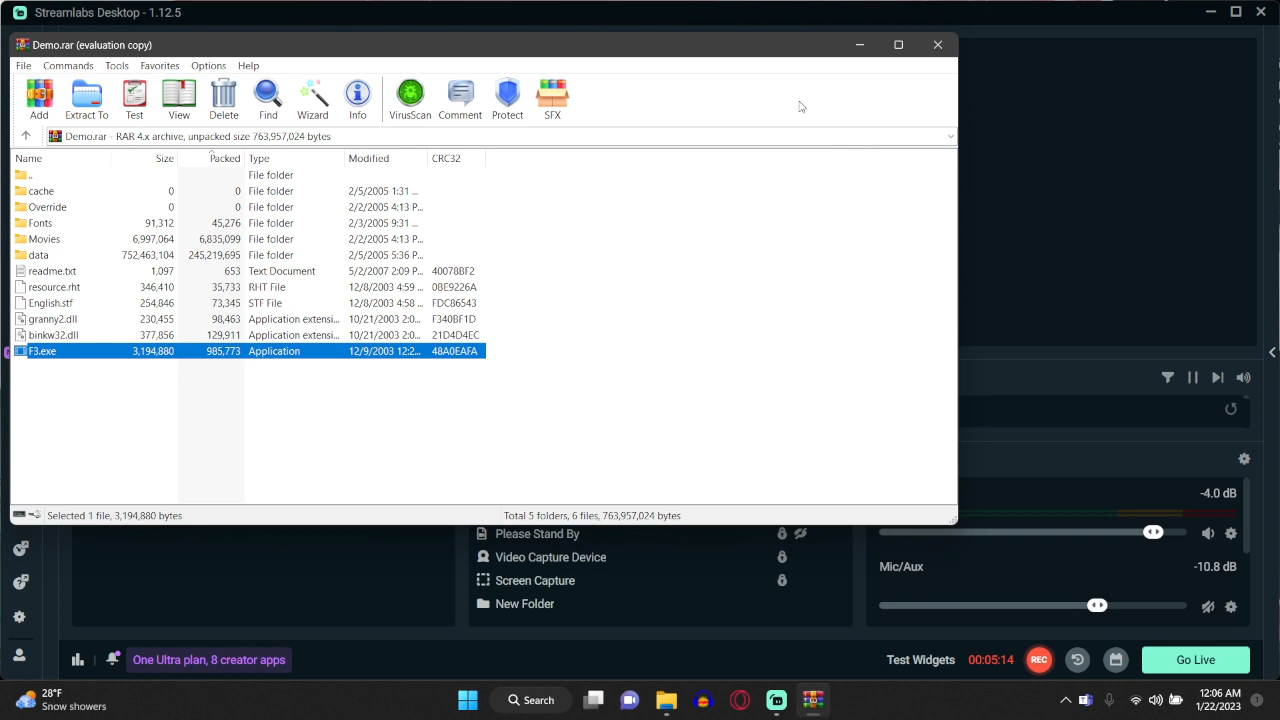 Streamlabs Desktop - 1.12.5
Demo.rar (evaluation copy)
File Commands Tools Favorites Options Help
Add Extract To Test View Delete Find Wizard Info VirusScan Comment Protect SFX
Demo.rar - RAR 4.x archive, unpacked size 763,957,024 bytes
Name Size Packed Type Modified CRC32
.. File folder
cache 0 0 File folder 2/5/2005 1:31 ...
Override 0 0 File folder 2/2/2005 4:13 P...
Fonts 91,312 45,276 File folder 2/3/2005 9:31 ...
Movies 6,997,064 6,835,099 File folder 2/2/2005 4:13 P...
data 752,463,104 245,219,695 File folder 2/5/2005 5:36 P...
readme.txt 1,097 653 Text Document 5/2/2007 2:09 P... 40078BF2
resource.rht 346,410 35,733 RHT File 12/8/2003 4:59 ... 0BE9226A
English.stf 254,846 73,345 STF File 12/8/2003 4:58 ... FDC86543
granny2.dll 230,455 98,463 Application extensi... 10/21/2003 2:0... F340BF1D
binkw32.dll 377,856 129,911 Application extensi... 10/21/2003 2:0... 21D4D4EC
F3.exe 3,194,880 985,773 Application 12/9/2003 12:2... 48A0EAFA
Selected 1 file, 3,194,880 bytes Total 5 folders, 6 files, 763,957,024 bytes
-4.0 dB
Please Stand By
Video Capture Device
Screen Capture
New Folder
Mic/Aux -10.8 dB
One Ultra plan, 8 creator apps
Test Widgets 00:05:14 REC Go Live
28°F
Snow showers
Search
12:06 AM
1/22/2023
1